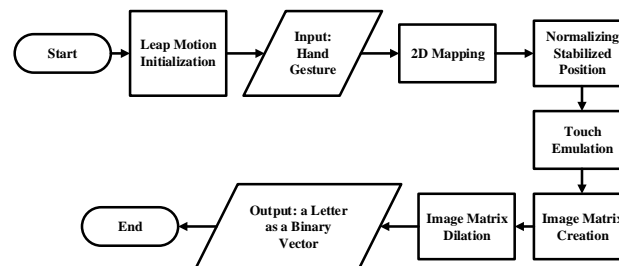 Start
Leap Motion
Initialization
Input:
Hand
Gesture
2D Mapping
Normalizing
Stabilized
Position
Touch
Emulation
Image Matrix
Creation
Image Matrix
Dilation
Output: a Letter
as a Binary
Vector
End